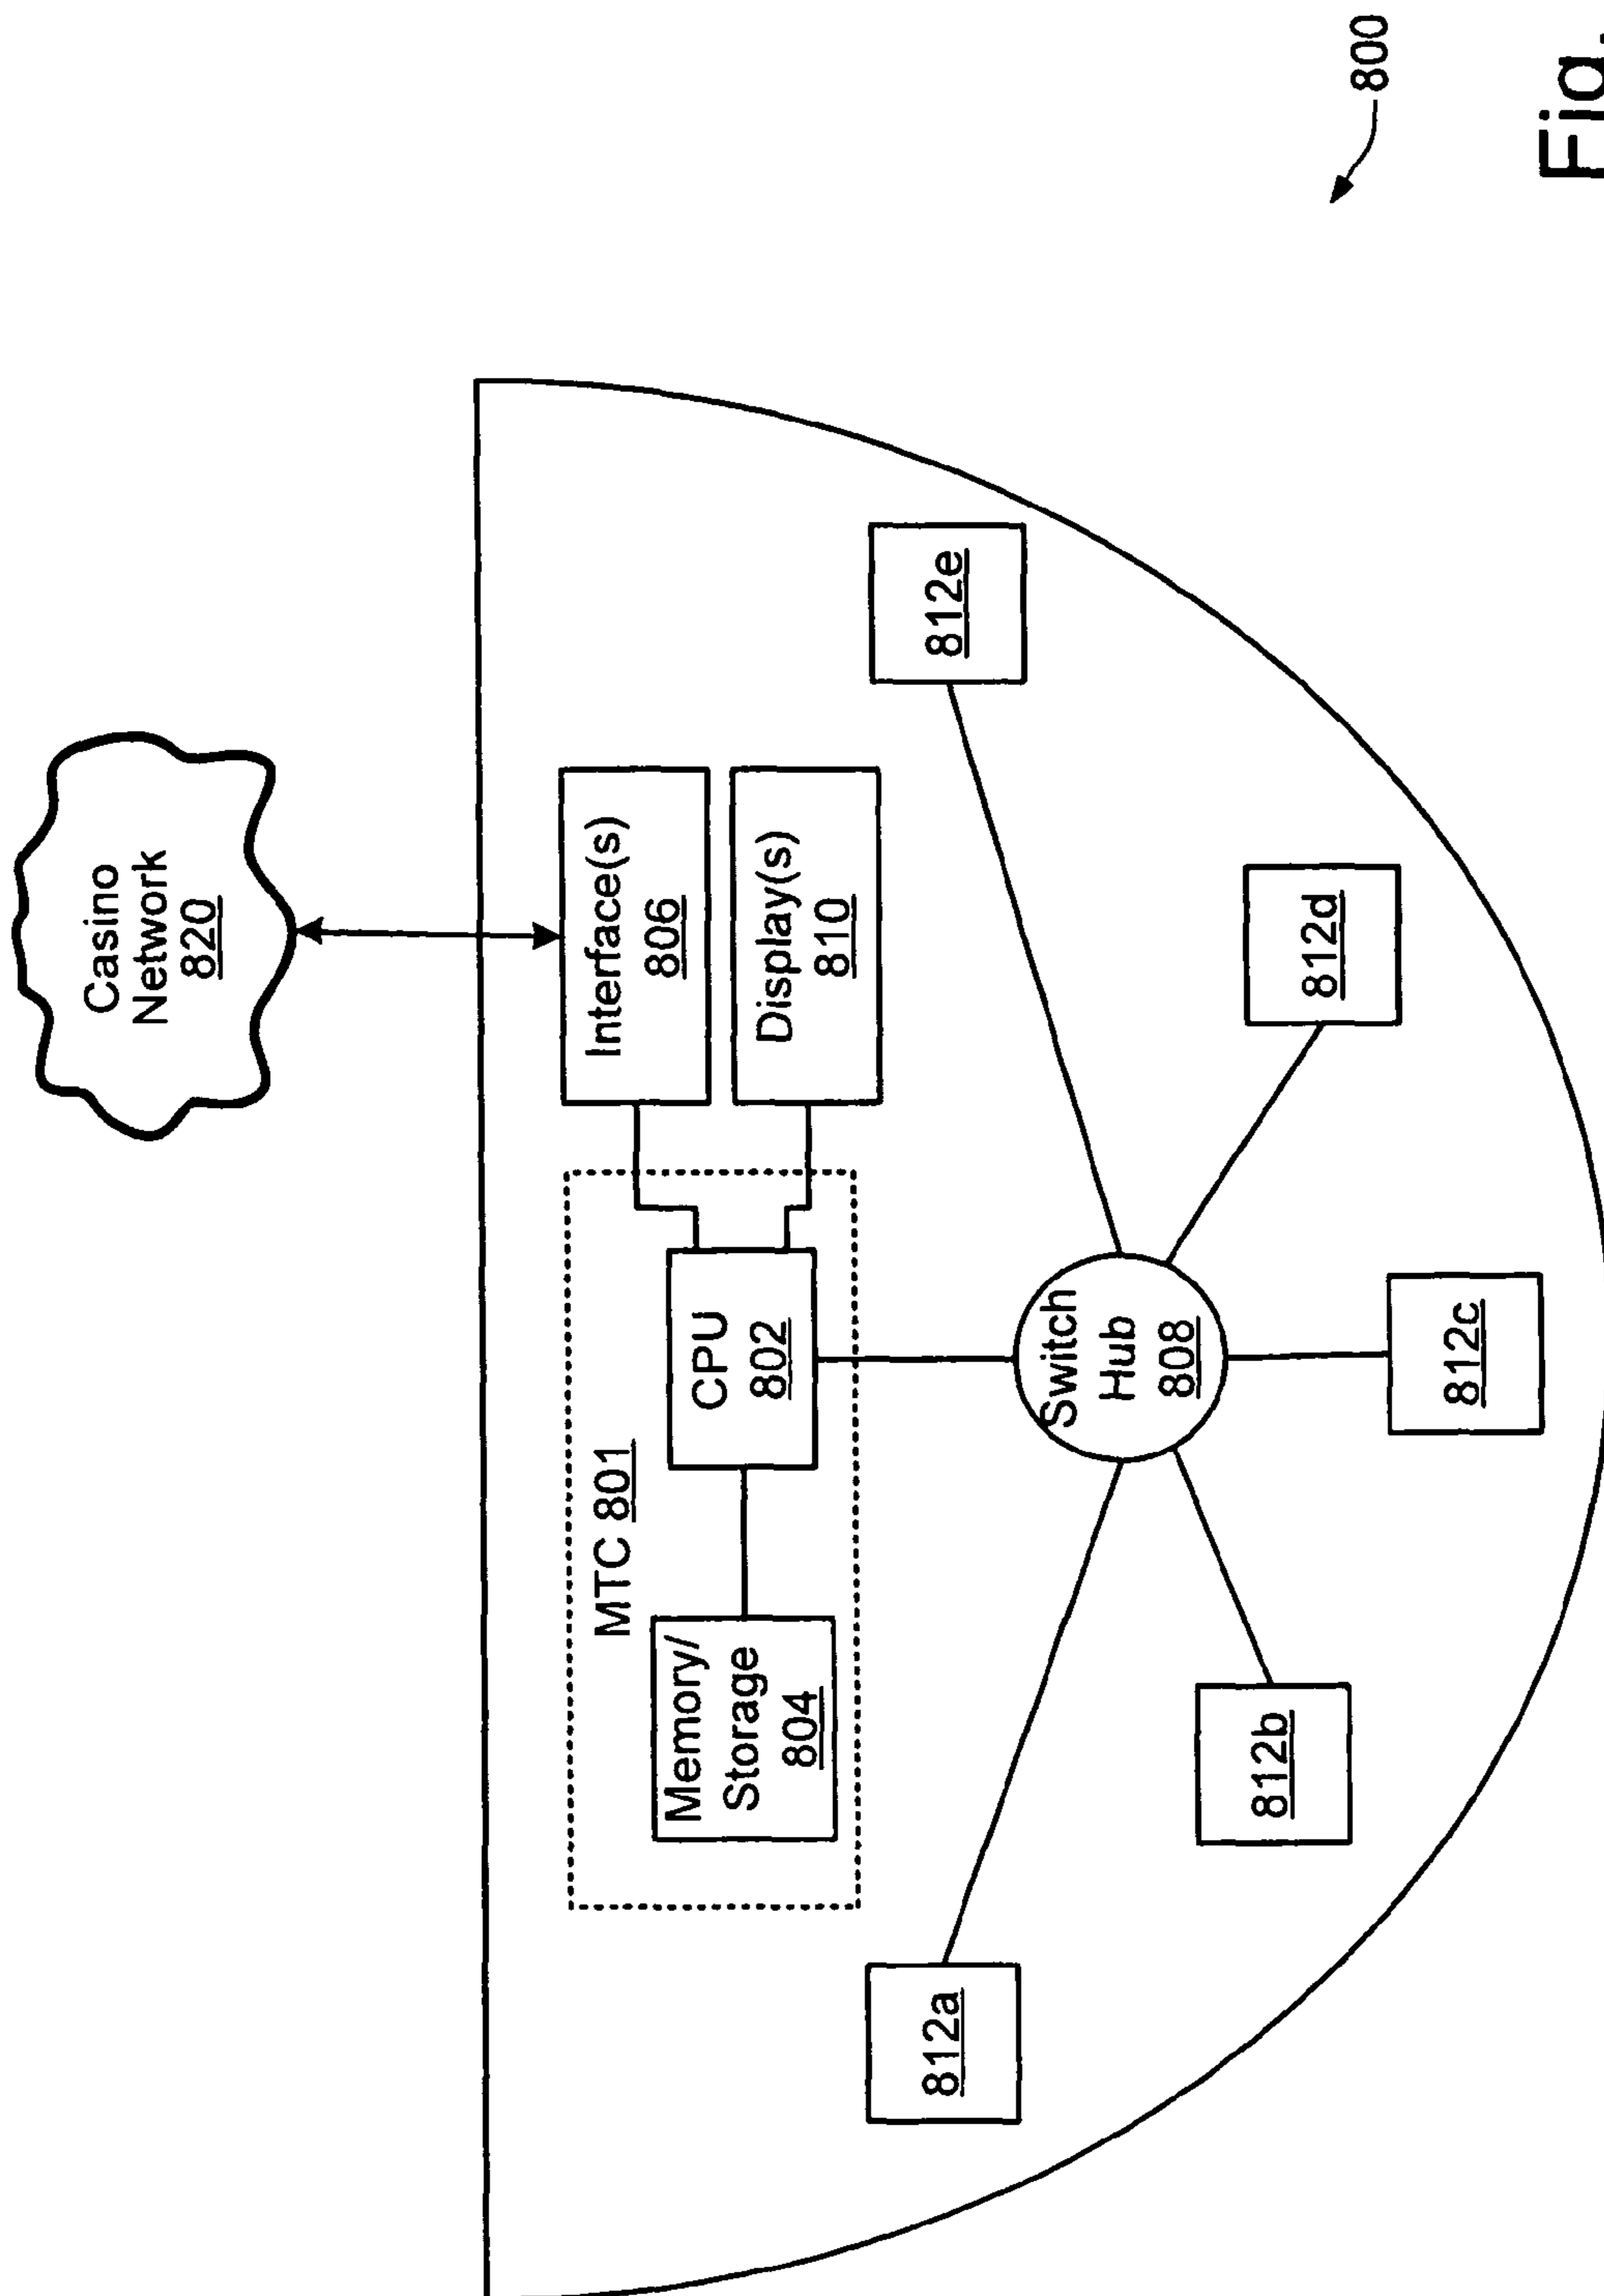 Casino
Network
820
Interface(s)
806
Display(s)
810
MTC 801
CPU
802
Memory/
Storage
804
Switch
Hub
808
812a
812b
812c
812d
812e
800
Fig.